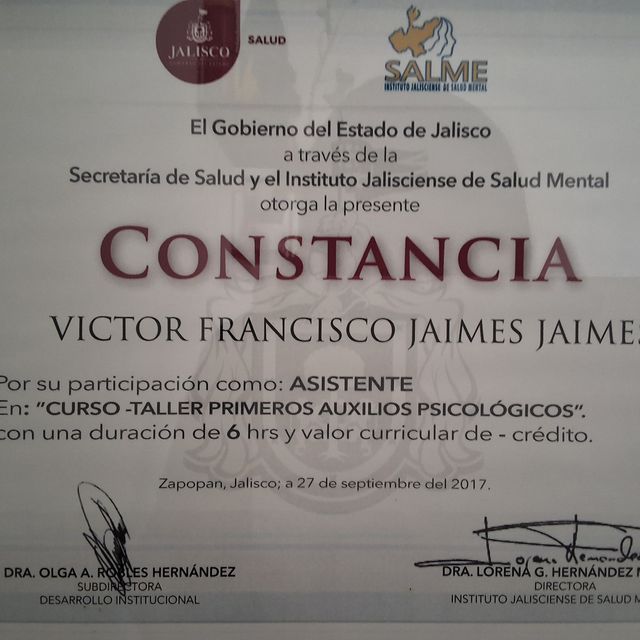 JALISCO
SALUD
SALME
INSTITUTO JALISCIENSE DE SALUD MENTAL
El Gobierno del Estado de Jalisco
a través de la
Secretaría de Salud y el Instituto Jalisciense de Salud Mental
otorga la presente
CONSTANCIA
VICTOR FRANCISCO JAIMES JAIMES
Por su participación como: ASISTENTE
En: "CURSO -TALLER PRIMEROS AUXILIOS PSICOLÓGICOS".
con una duración de 6 hrs y valor curricular de - crédito.
Zapopan, Jalisco; a 27 de septiembre del 2017.
DRA. OLGA A. ROBLES HERNÁNDEZ
SUBDIRECTORA
DESARROLLO INSTITUCIONAL
DRA. LORENA G. HERNÁNDEZ
DIRECTORA
INSTITUTO JALISCIENSE DE SALUD M